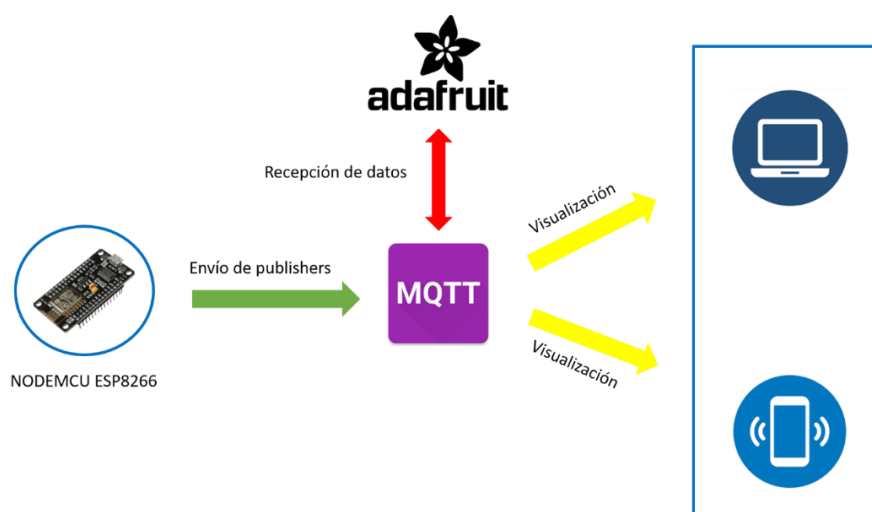 adafruit
Recepción de datos
Visualización
Envío de publishers
MQTT
Visualización
NODEMCU ESP8266